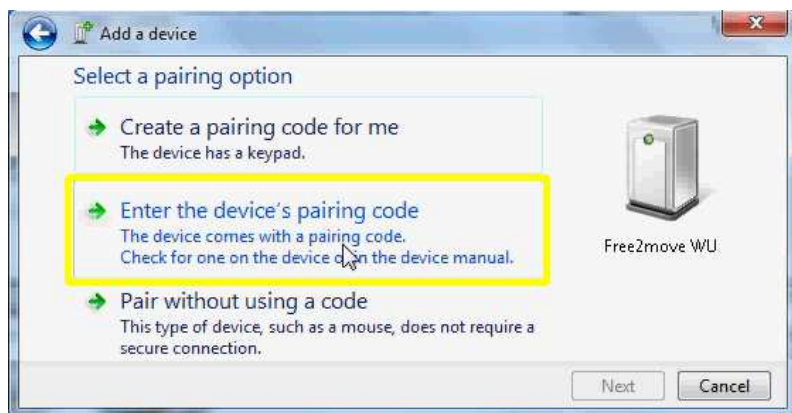 Add a device
Select a pairing option
Create a pairing code for me
The device has a keypad.
Enter the device's pairing code
The device comes with a pairing code.
Check for one on the device in the device manual.
Free2move WU
Pair without using a code
This type of device, such as a mouse, does not require a
secure connection.
Next
Cancel